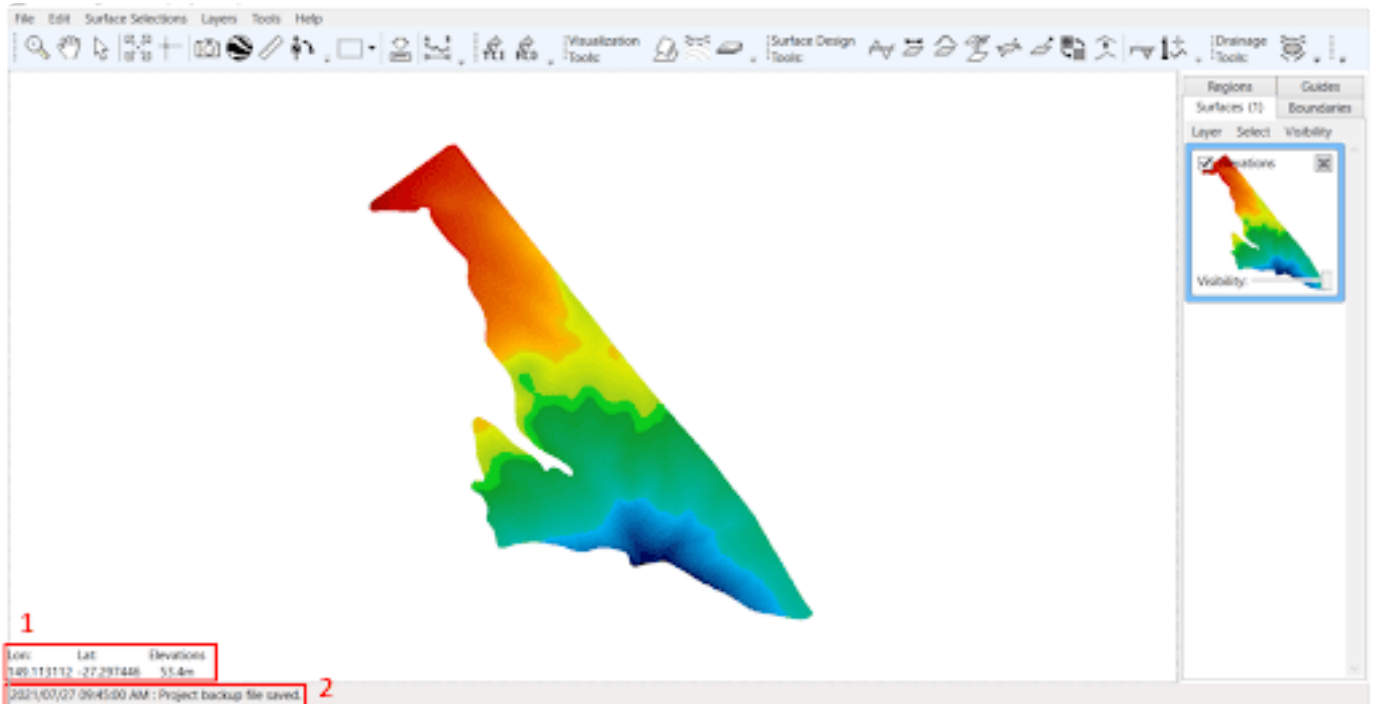 File Edit Surface Selections Layers Tools Help
Visualization Tools: Surface Design Tools: Drainage Tools:
Regions Guides
Surfaces (1) Boundaries
Layer Select Visibility
Visibility:
1
Lon: Lat: Elevations
149.113112 -27.297446 53.4m
2021/07/27 09:45:00 AM : Project backup file saved.
2